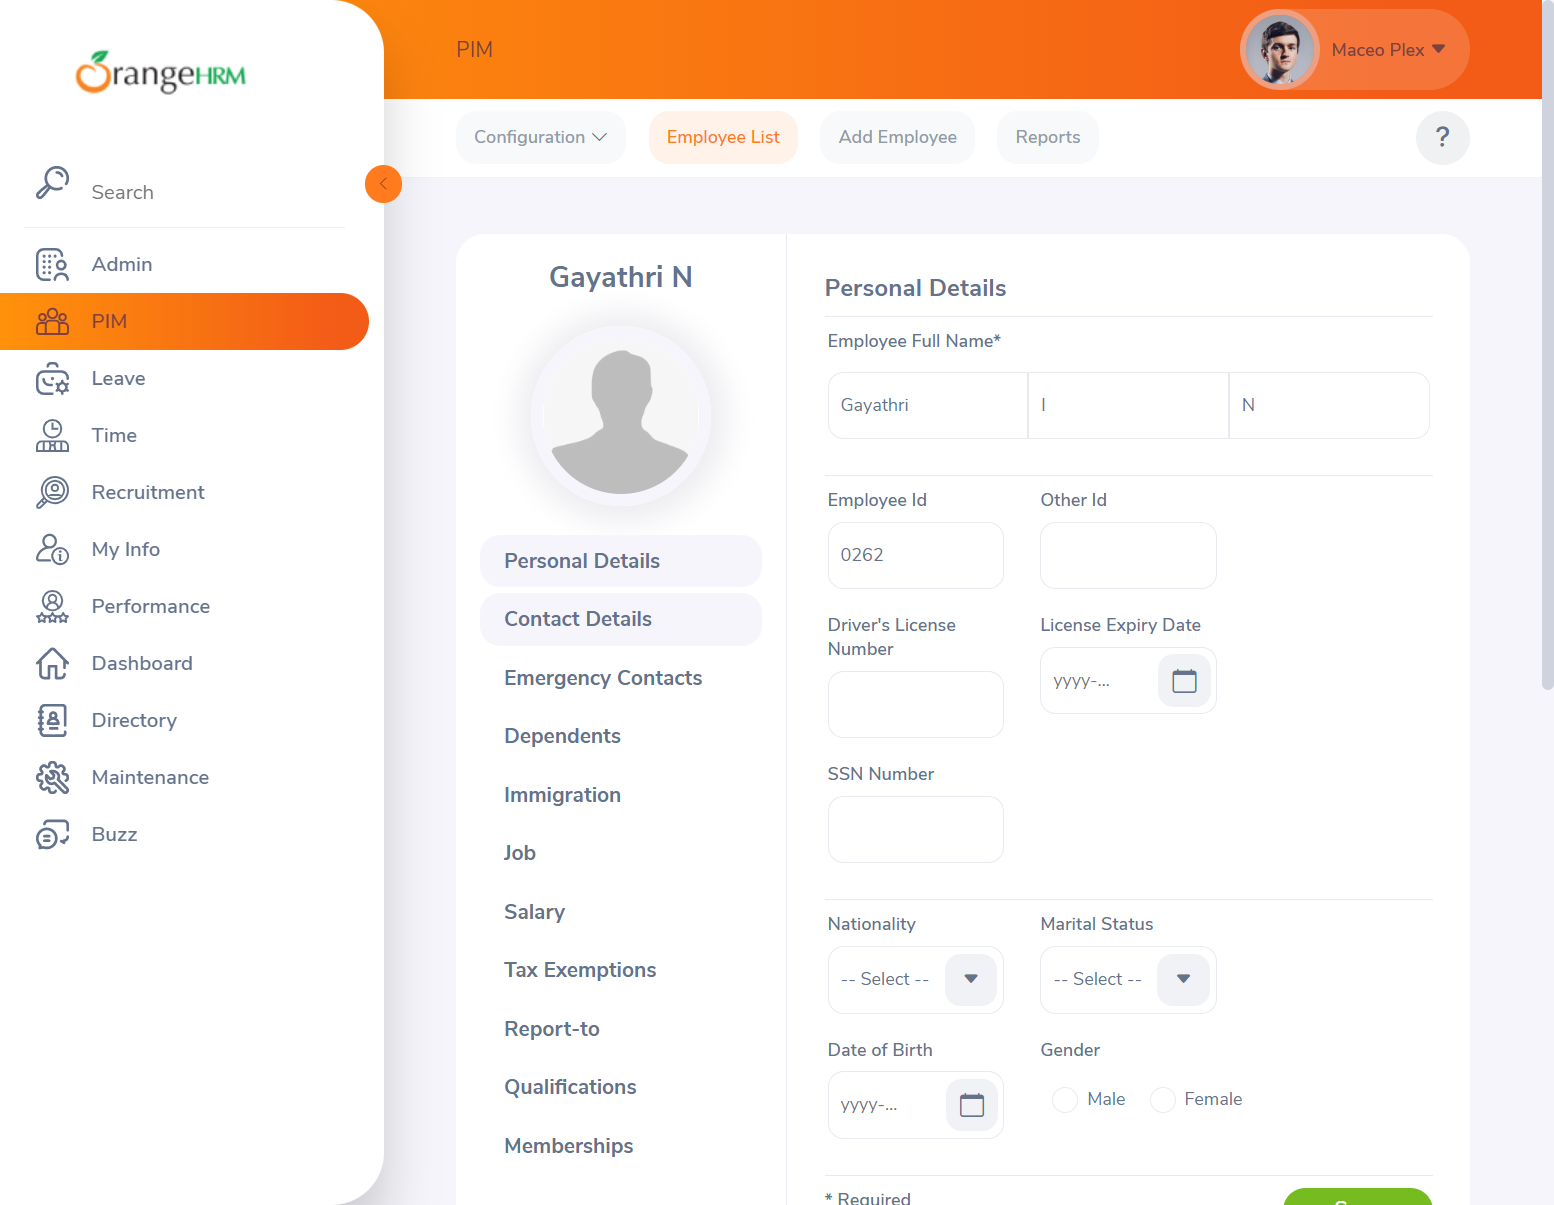 OrangeHRM
Search
Admin
PIM
Leave
Time
Recruitment
My Info
Performance
Dashboard
Directory
Maintenance
Buzz
PIM
Maceo Plex
Configuration
Employee List
Add Employee
Reports
?
Gayathri N
Personal Details
Contact Details
Emergency Contacts
Dependents
Immigration
Job
Salary
Tax Exemptions
Report-to
Qualifications
Memberships
Personal Details
Employee Full Name*
Gayathri I N
Employee Id Other Id
0262
Driver's License Number License Expiry Date
yyyy-...
SSN Number
Nationality Marital Status
-- Select -- -- Select --
Date of Birth Gender
yyyy-... Male Female
* Required